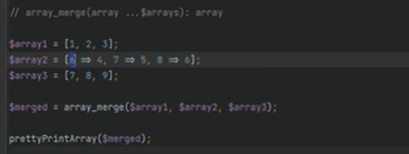 // array_merge(array ...$arrays): array
$array1 = [1, 2, 3];
$array2 = [6 => 4, 7 => 5, 8 => 6];
$array3 = [7, 8, 9];
$merged = array_merge($array1, $array2, $array3);
prettyPrintArray($merged);